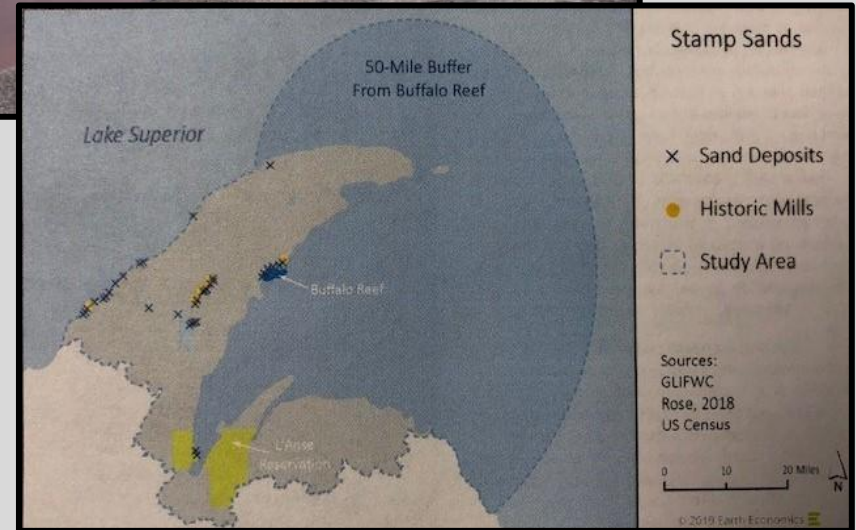 Stamp Sands
50-Mile Buffer
From Buffalo Reef
Lake Superior
× Sand Deposits
Historic Mills
Study Area
Buffalo Reef
L'Anse
Reservation
Sources:
GLIFWC
Rose, 2018
US Census
0 10 20 Miles
N
© 2019 Earth Economics